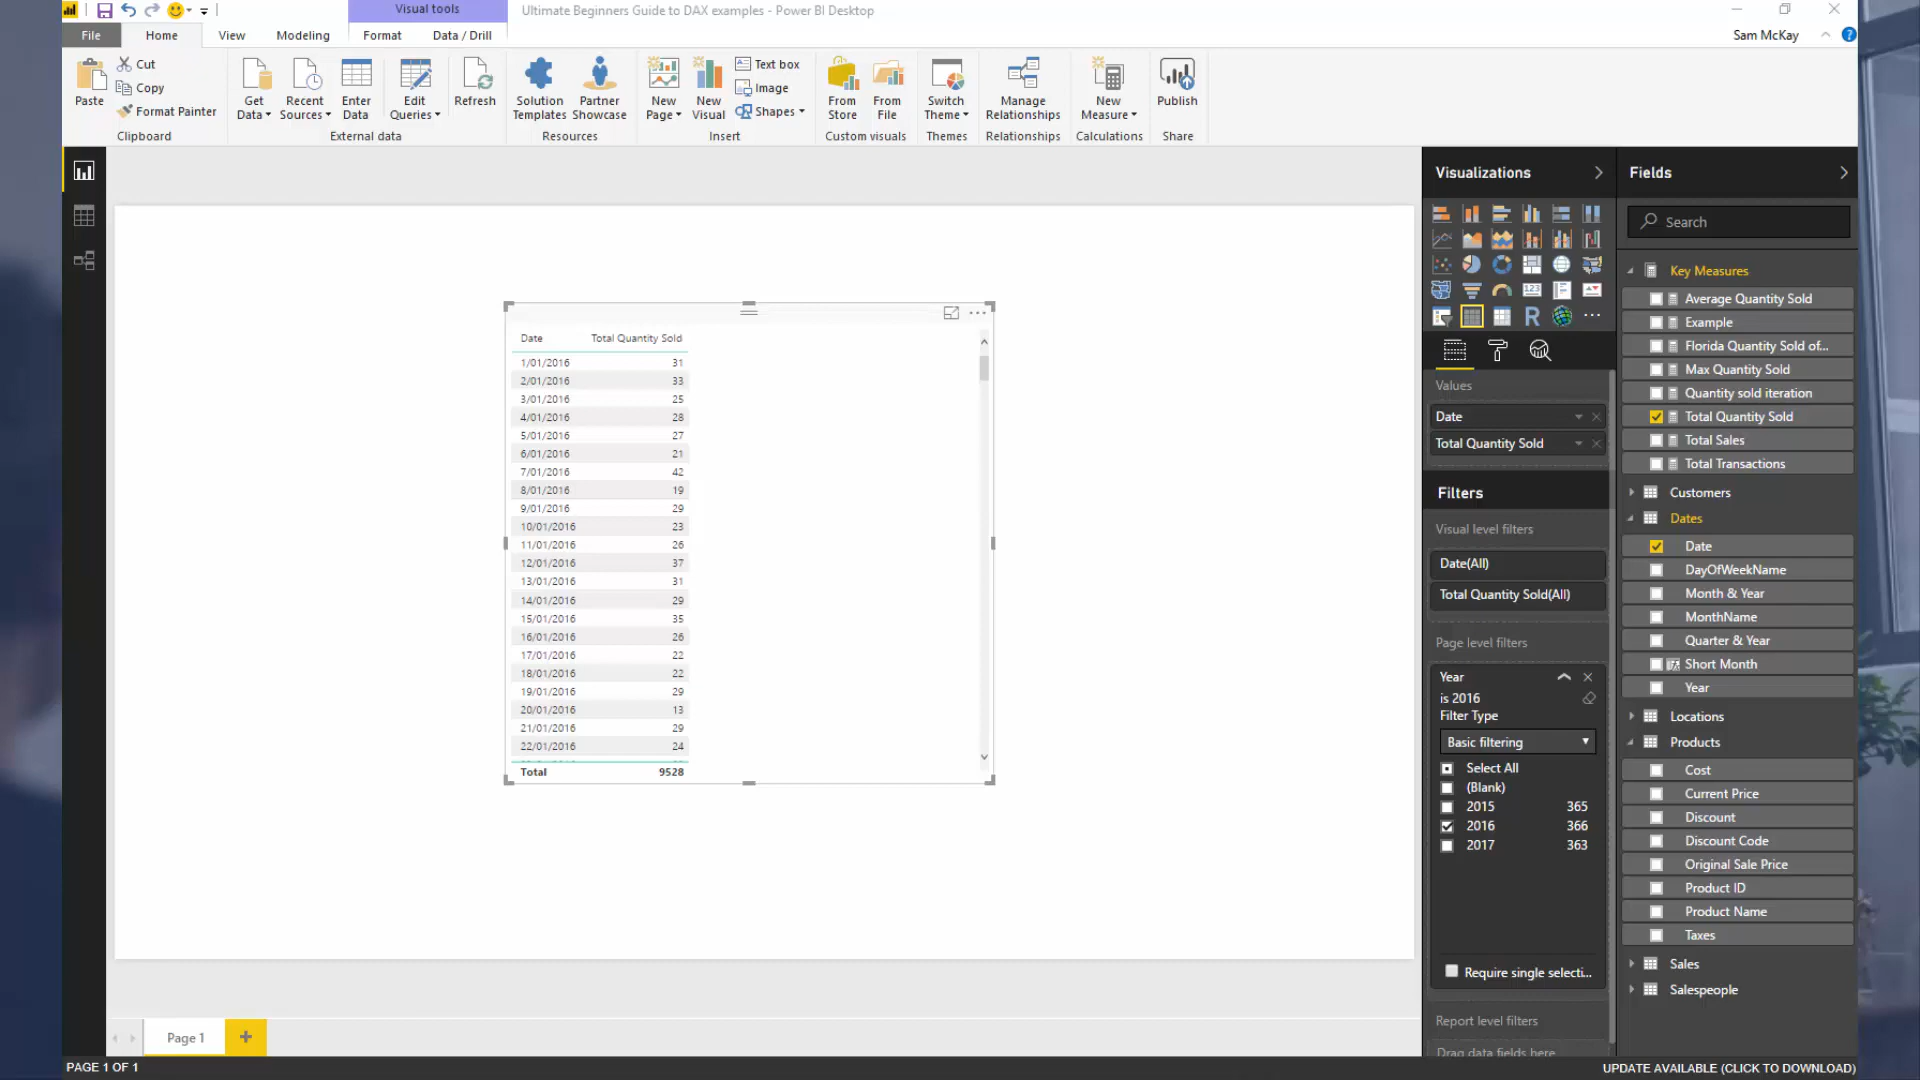 Visual tools
Ultimate Beginners Guide to DAX examples - Power BI Desktop
File
Home
View
Modeling
Format
Data / Drill
Sam McKay
Paste
Cut
Copy
Format Painter
Clipboard
Get Data
Recent Sources
Enter Data
Edit Queries
Refresh
External data
Solution Templates
Partner Showcase
Resources
New Page
New Visual
Text box
Image
Shapes
Insert
From Store
From File
Custom visuals
Switch Theme
Themes
Manage Relationships
Relationships
New Measure
Calculations
Publish
Share
Date Total Quantity Sold
1/01/2016 31
2/01/2016 33
3/01/2016 25
4/01/2016 28
5/01/2016 27
6/01/2016 21
7/01/2016 42
8/01/2016 19
9/01/2016 29
10/01/2016 23
11/01/2016 26
12/01/2016 37
13/01/2016 31
14/01/2016 29
15/01/2016 35
16/01/2016 26
17/01/2016 22
18/01/2016 22
19/01/2016 29
20/01/2016 13
21/01/2016 29
22/01/2016 24
Total 9528
Visualizations
123
R
Values
Date
Total Quantity Sold
Filters
Visual level filters
Date(All)
Total Quantity Sold(All)
Page level filters
Year
is 2016
Filter Type
Basic filtering
Select All
(Blank)
2015 365
2016 366
2017 363
Require single selecti...
Report level filters
Drag data fields here
Fields
Search
Key Measures
Average Quantity Sold
Example
Florida Quantity Sold of...
Max Quantity Sold
Quantity sold iteration
Total Quantity Sold
Total Sales
Total Transactions
Customers
Dates
Date
DayOfWeekName
Month & Year
MonthName
Quarter & Year
Short Month
Year
Locations
Products
Cost
Current Price
Discount
Discount Code
Original Sale Price
Product ID
Product Name
Taxes
Sales
Salespeople
Page 1
PAGE 1 OF 1
UPDATE AVAILABLE (CLICK TO DOWNLOAD)